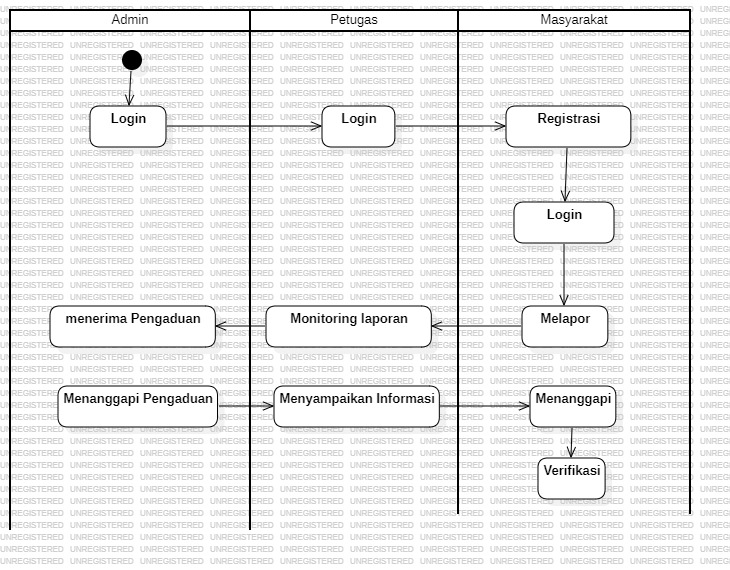 Admin Petugas Masyarakat
Login Login Registrasi
Login
menerima Pengaduan Monitoring laporan Melapor
Menanggapi Pengaduan Menyampaikan Informasi Menanggapi
Verifikasi
UNREGISTERED